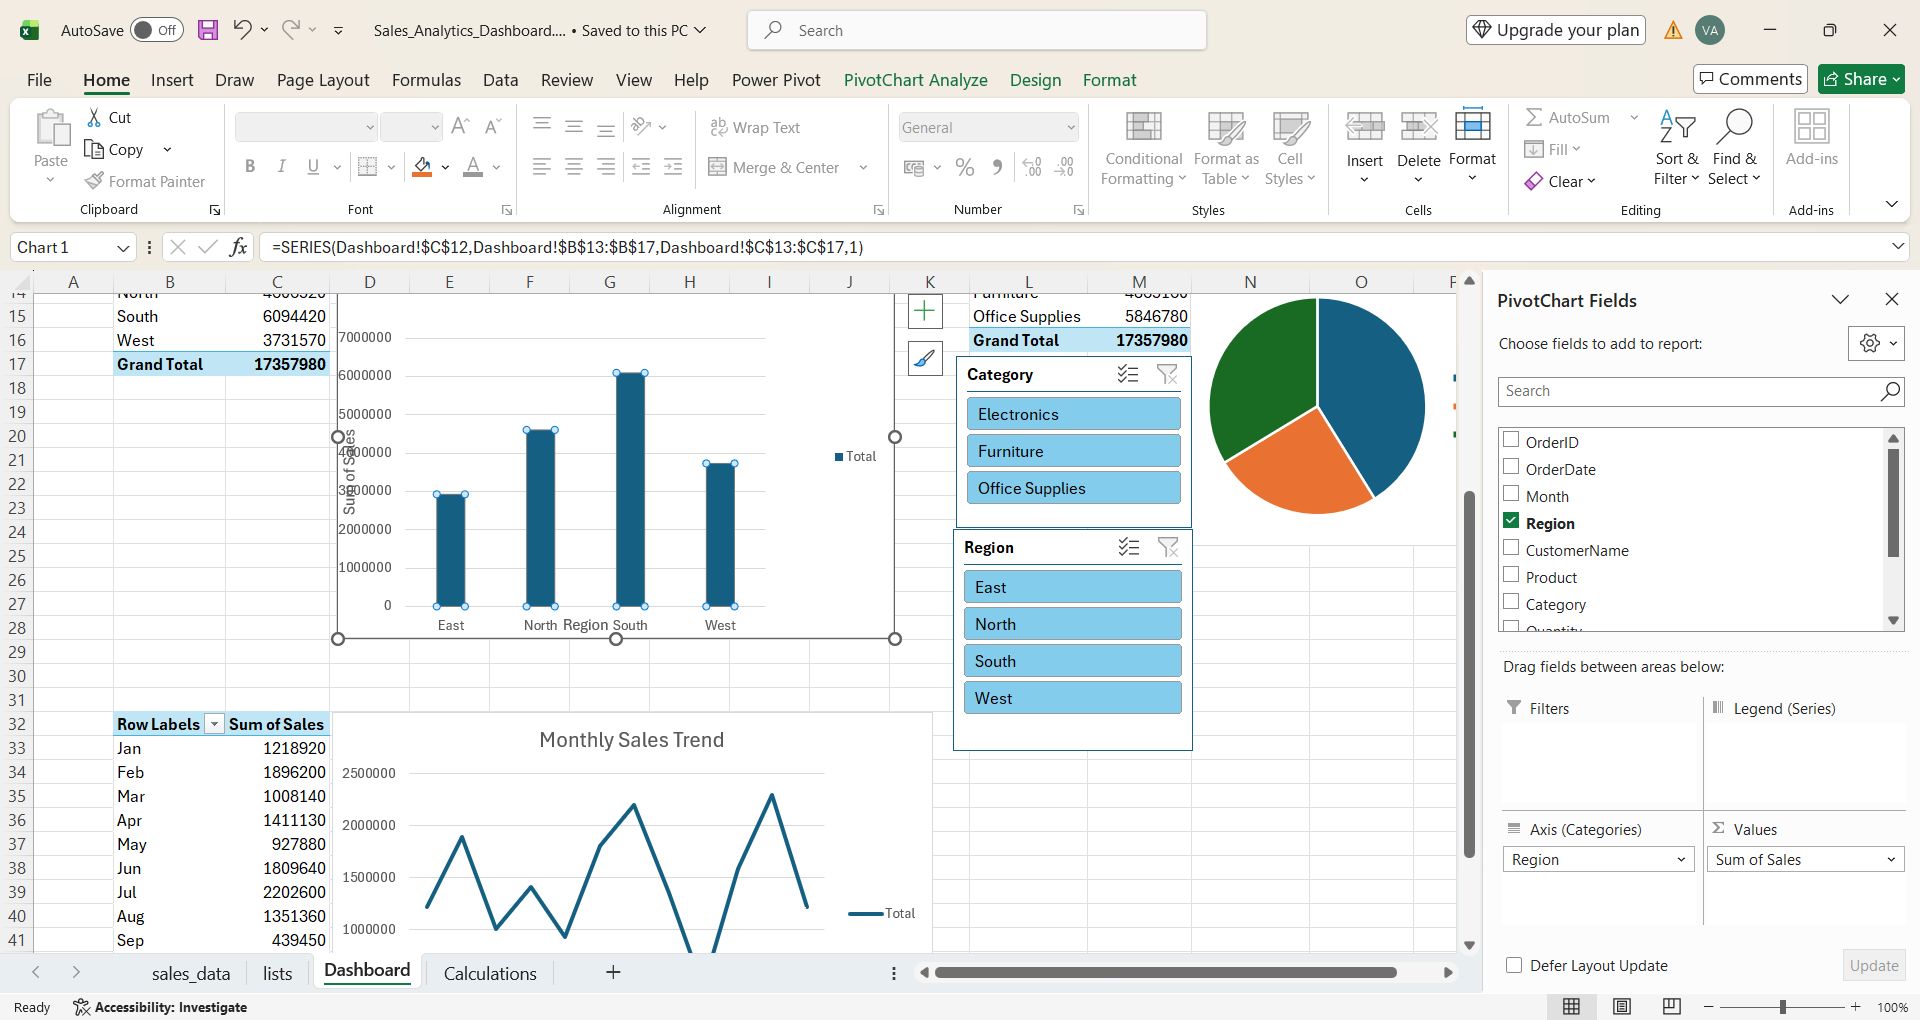 AutoSave Off Sales_Analytics_Dashboard.... • Saved to this PC Search Upgrade your plan VA
File Home Insert Draw Page Layout Formulas Data Review View Help Power Pivot PivotChart Analyze Design Format Comments Share
Paste Cut Copy Format Painter Clipboard
B I U A Font
Wrap Text Merge & Center Alignment
General % Number
Conditional Formatting Format as Table Cell Styles Styles
Insert Delete Format Cells
AutoSum Fill Clear Sort & Filter Find & Select Editing
Add-ins Add-ins
Chart 1 fx =SERIES(Dashboard!$C$12,Dashboard!$B$13:$B$17,Dashboard!$C$13:$C$17,1)
A B C D E F G H I J K L M N O
15 South 6094420
16 West 3731570
17 Grand Total 17357980
18
19
20
21
22
23
24
25
26
27
28
29
30
31
32 Row Labels Sum of Sales
33 Jan 1218920
34 Feb 1896200
35 Mar 1008140
36 Apr 1411130
37 May 927880
38 Jun 1809640
39 Jul 2202600
40 Aug 1351360
41 Sep 439450
7000000
6000000
5000000
4000000
3000000
2000000
1000000
0
Sum of Sales
East North Region South West
Total
Monthly Sales Trend
2500000
2000000
1500000
1000000
Total
Furniture
Office Supplies 5846780
Grand Total 17357980
Category
Electronics
Furniture
Office Supplies
Region
East
North
South
West
PivotChart Fields
Choose fields to add to report:
Search
OrderID
OrderDate
Month
Region
CustomerName
Product
Category
Quantity
Drag fields between areas below:
Filters Legend (Series)
Axis (Categories) Values
Region Sum of Sales
Defer Layout Update Update
sales_data lists Dashboard Calculations
Ready Accessibility: Investigate 100%